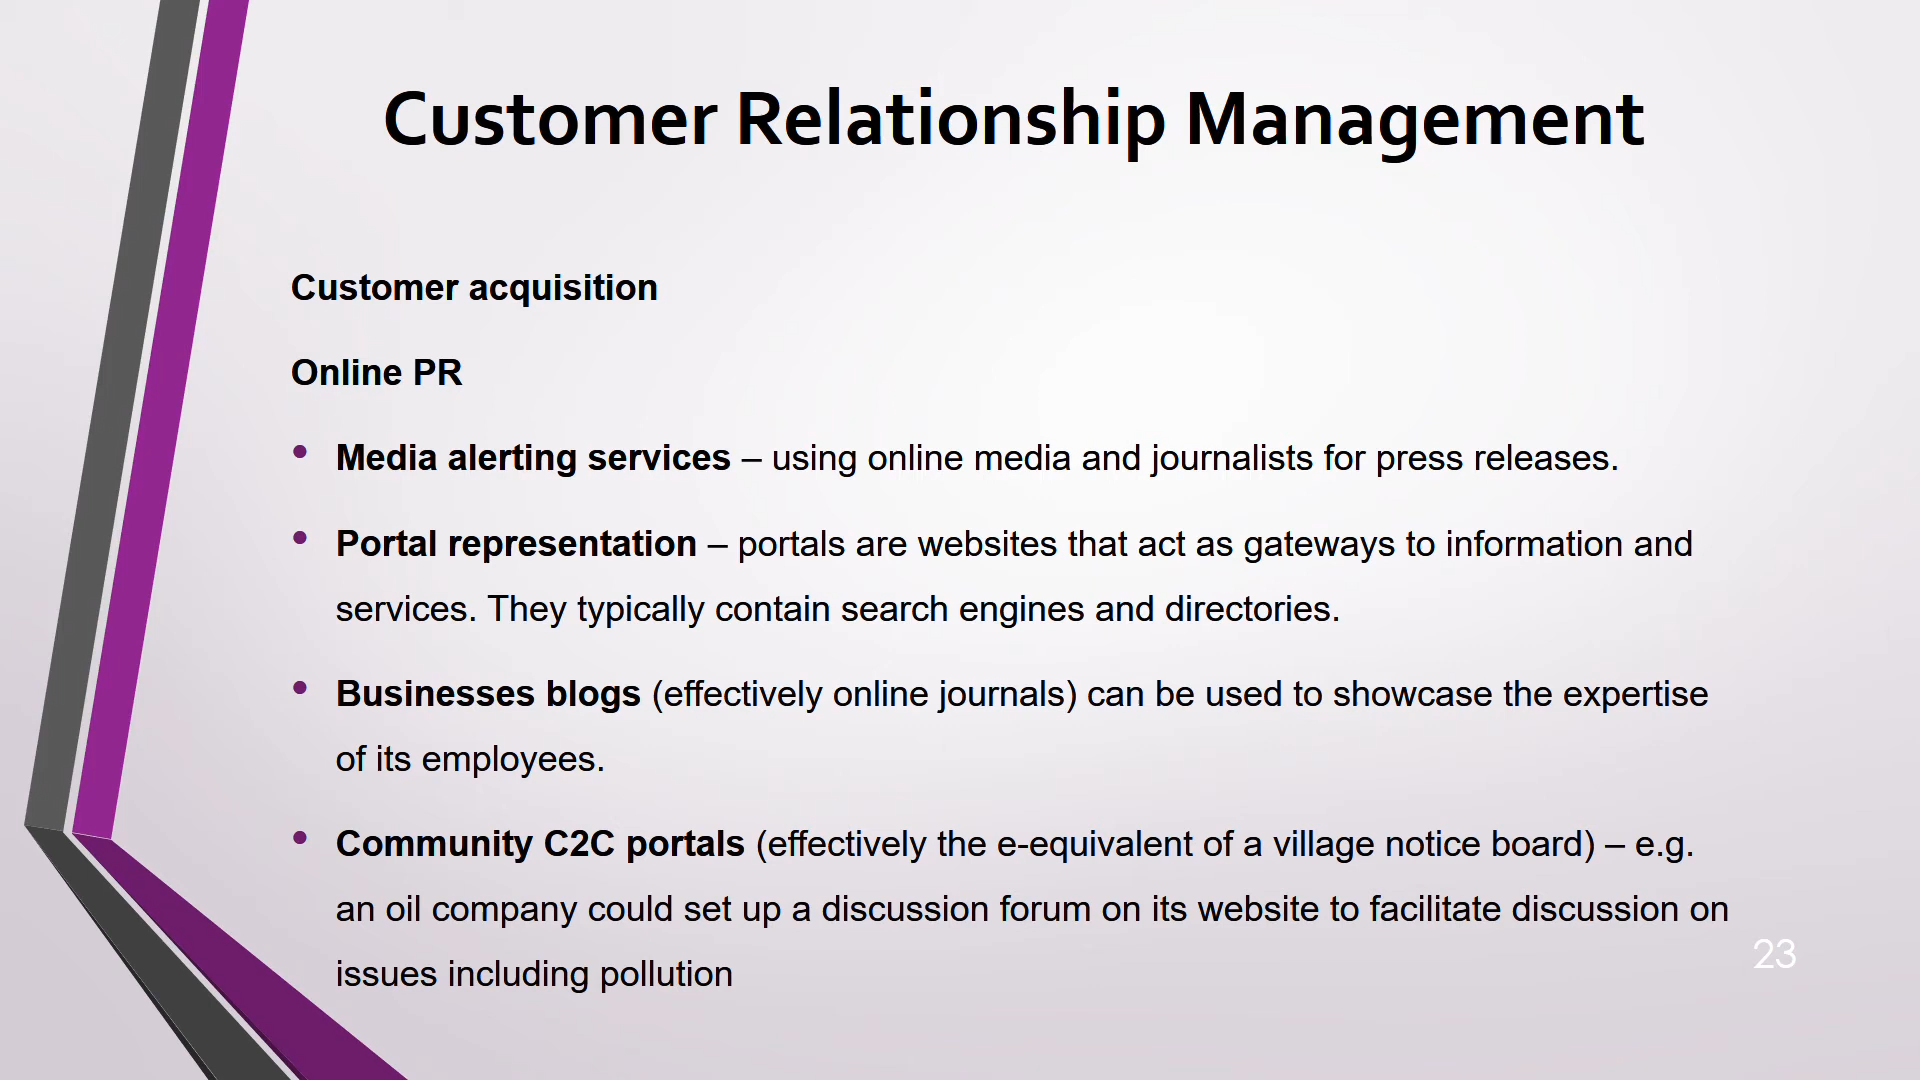 Customer Relationship Management
Customer acquisition
Online PR
• Media alerting services – using online media and journalists for press releases.
• Portal representation – portals are websites that act as gateways to information and
services. They typically contain search engines and directories.
• Businesses blogs (effectively online journals) can be used to showcase the expertise
of its employees.
• Community C2C portals (effectively the e-equivalent of a village notice board) – e.g.
an oil company could set up a discussion forum on its website to facilitate discussion on
issues including pollution
23